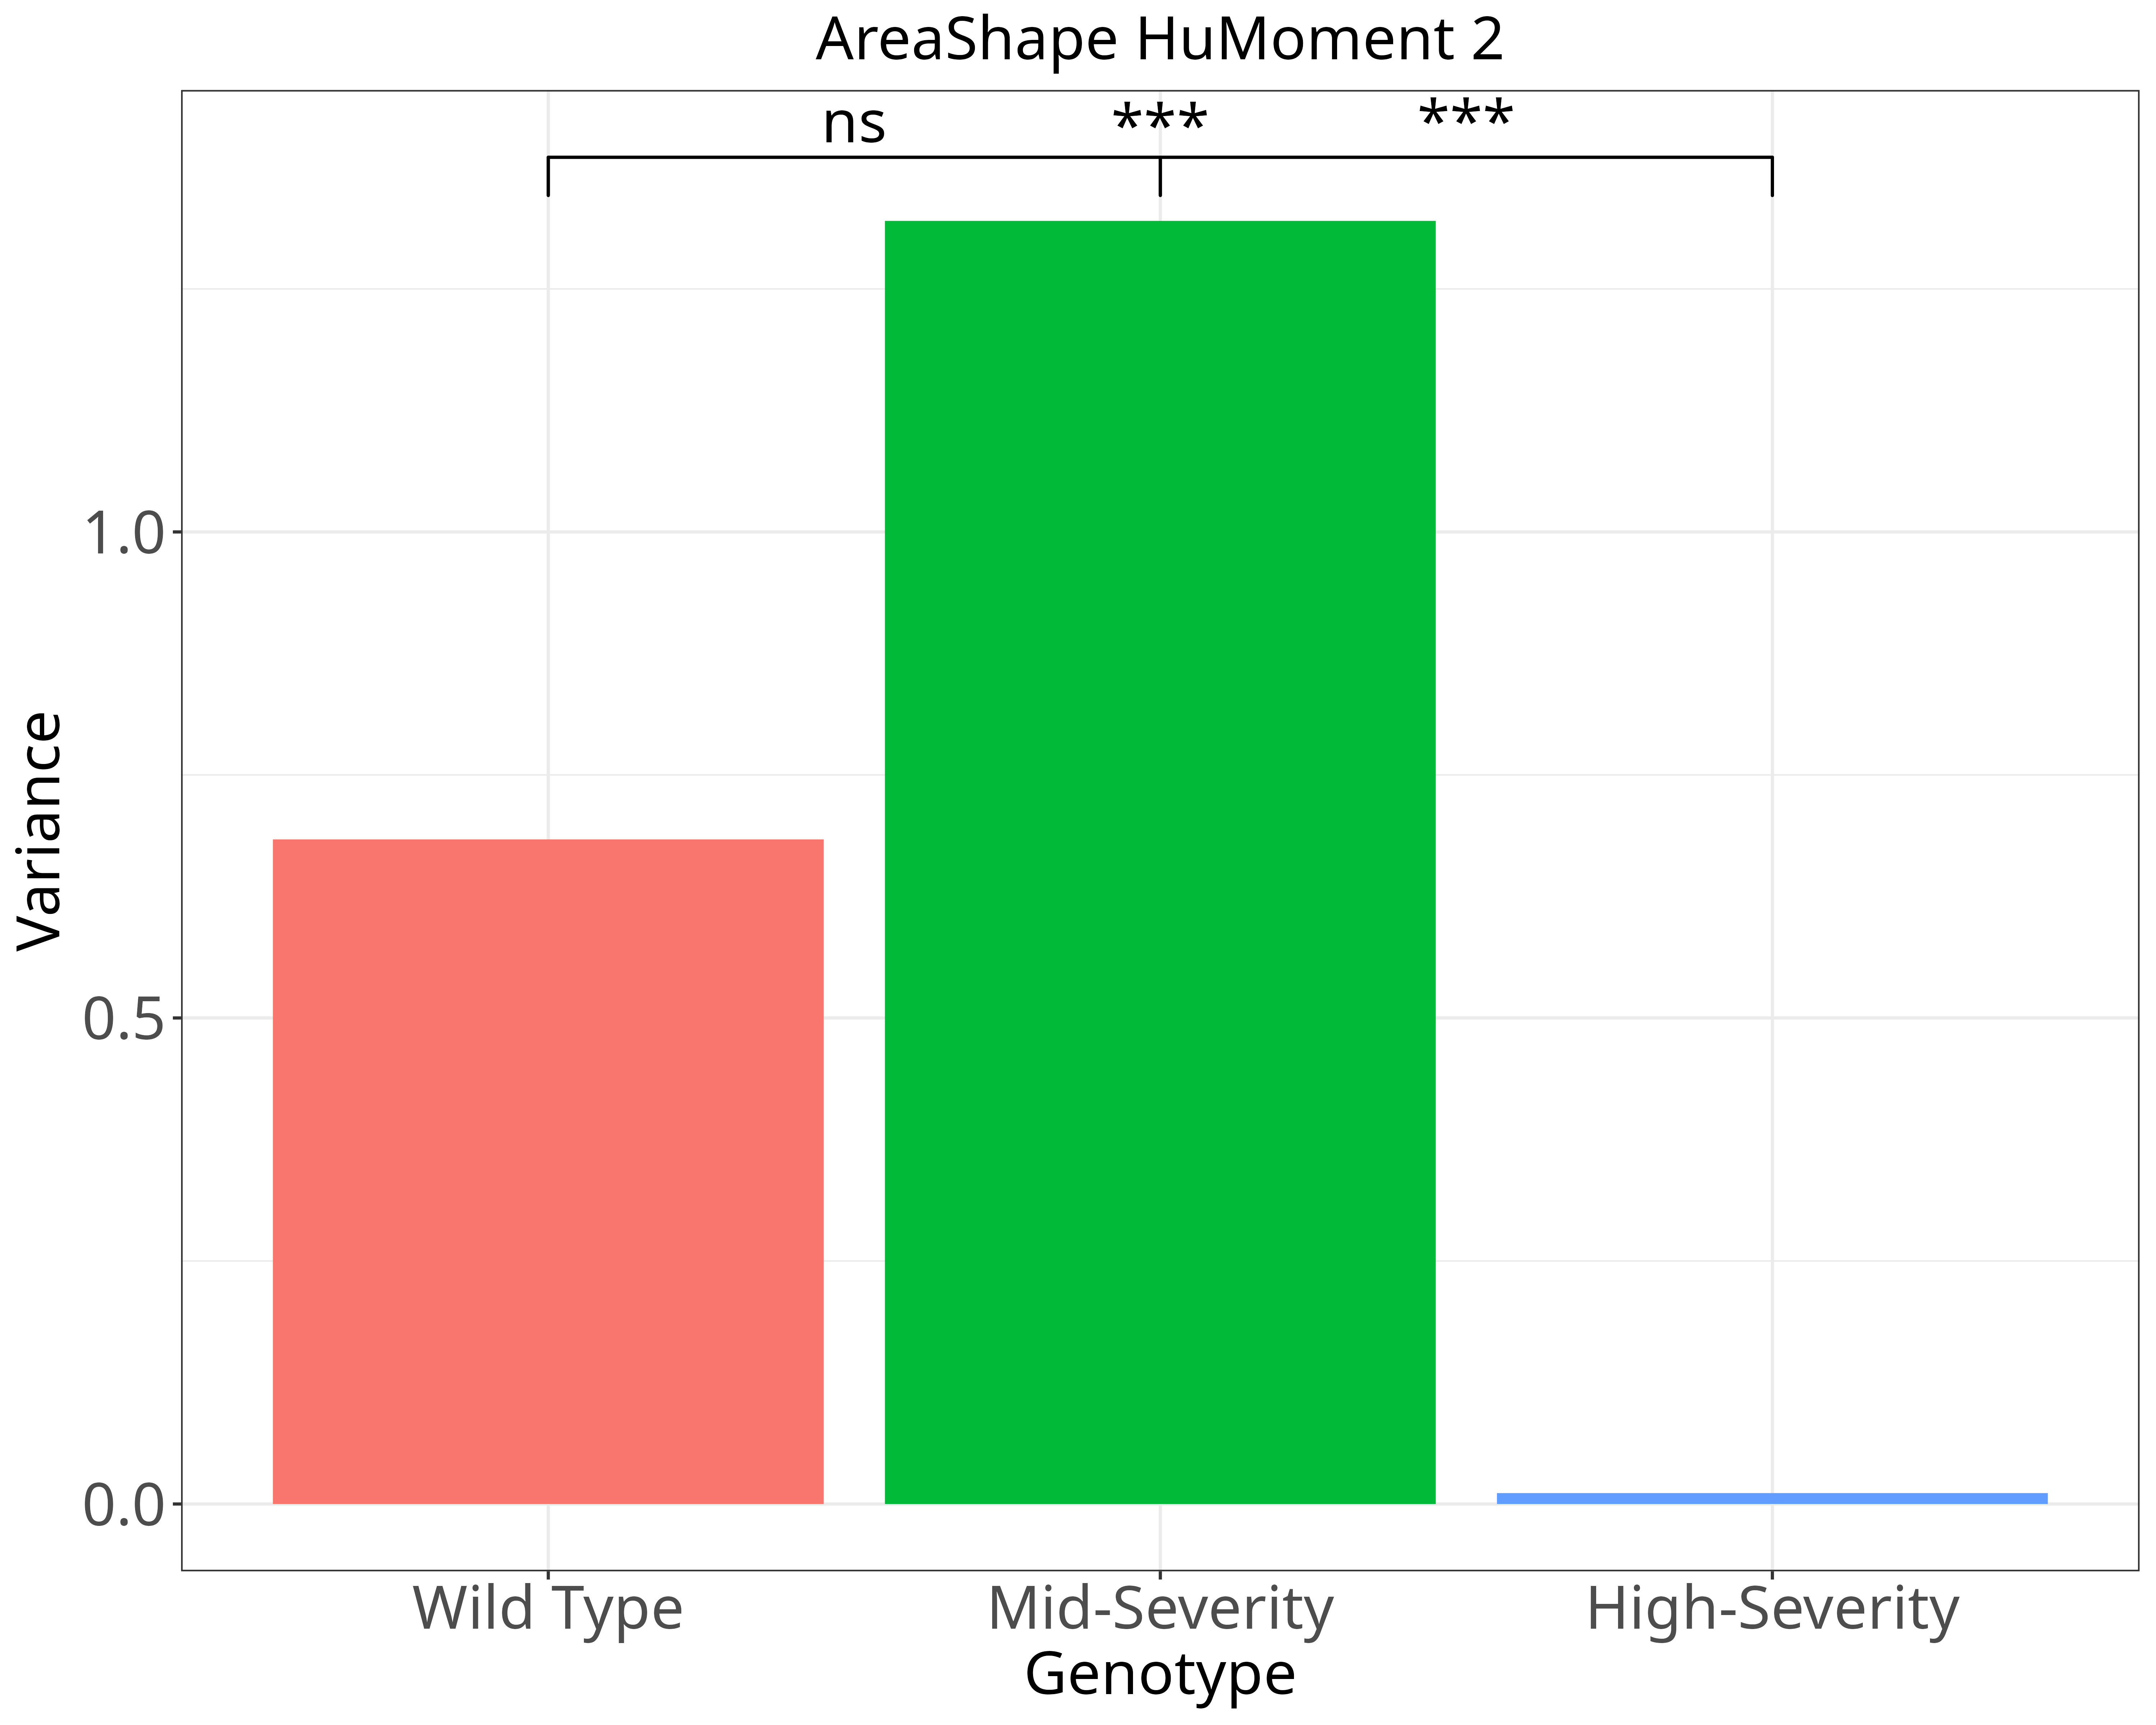 AreaShape HuMoment 2
ns *** ***
Variance
1.0
0.5
0.0
Wild Type Mid-Severity High-Severity
Genotype